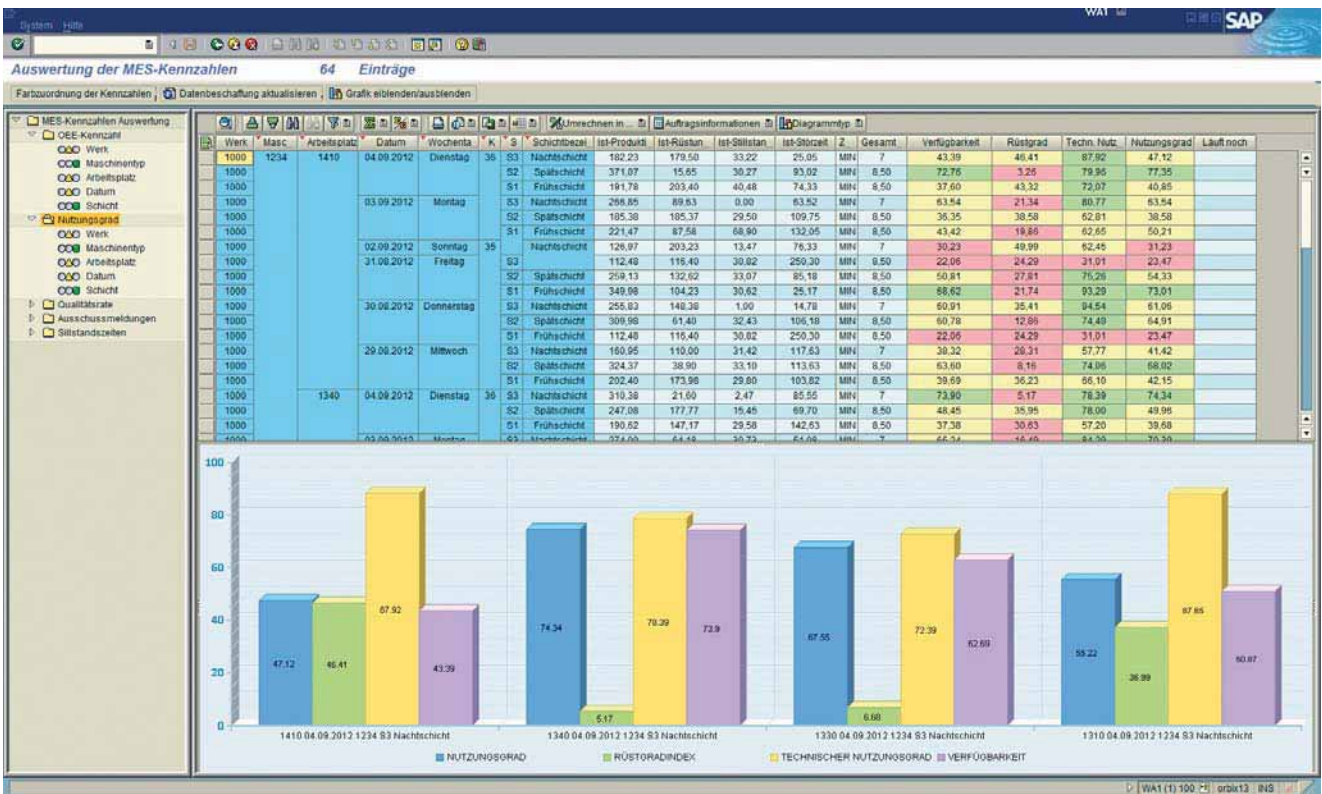 WA1
System Hilfe
SAP
Auswertung der MES-Kennzahlen 64 Einträge
Farbzuordnung der Kennzahlen Datenbeschaffung aktualisieren Grafik eiblenden/ausblenden
MES-Kennzahlen Auswertung
OEE-Kennzahl
Werk
Maschinentyp
Arbeitsplatz
Datum
Schicht
Nutzungsgrad
Werk
Maschinentyp
Arbeitsplatz
Datum
Schicht
Qualitätsrate
Ausschussmeldungen
Stillstandszeiten
Umrechnen in ... Auftragsinformationen Diagrammtyp
Werk Masc Arbeitsplatz Datum Wochenta K S Schichtbezei Ist-Produkti Ist-Rüstun Ist-Stillstan Ist-Störzeit Z Gesamt Verfügbarkeit Rüstgrad Techn. Nutz Nutzungsgrad Läuft noch
1000 1234 1410 04.09.2012 Dienstag 36 S3 Nachtschicht 182,23 179,50 33,22 25,05 MIN 7 43,39 46,41 87,92 47,12
1000 S2 Spätschicht 371,07 15,65 30,27 93,02 MIN 8,50 72,76 3,26 79,96 77,35
1000 S1 Frühschicht 191,78 203,40 40,48 74,33 MIN 8,50 37,60 43,32 72,07 40,85
1000 03.09.2012 Montag S3 Nachtschicht 266,85 89,63 0,00 63,52 MIN 7 63,54 21,34 80,77 63,54
1000 S2 Spätschicht 185,38 185,37 29,50 109,75 MIN 8,50 36,35 38,58 62,81 38,58
1000 S1 Frühschicht 221,47 87,58 68,90 132,05 MIN 8,50 43,42 19,86 62,65 50,21
1000 02.09.2012 Sonntag 35 Nachtschicht 126,97 203,23 13,47 76,33 MIN 7 30,23 49,99 62,45 31,23
1000 31.08.2012 Freitag S3 112,48 116,40 30,82 250,30 MIN 8,50 22,06 24,29 31,01 23,47
1000 S2 Spätschicht 259,13 132,62 33,07 85,18 MIN 8,50 50,81 27,81 75,26 54,33
1000 S1 Frühschicht 349,98 104,23 30,62 25,17 MIN 8,50 68,62 21,74 93,29 73,01
1000 30.08.2012 Donnerstag S3 Nachtschicht 255,83 148,38 1,00 14,78 MIN 7 60,91 35,41 94,54 61,06
1000 S2 Spätschicht 309,98 61,40 32,43 106,18 MIN 8,50 60,78 12,86 74,49 64,91
1000 S1 Frühschicht 112,48 116,40 30,82 250,30 MIN 8,50 22,06 24,29 31,01 23,47
1000 29.08.2012 Mittwoch S3 Nachtschicht 160,95 110,00 31,42 117,63 MIN 7 38,32 28,31 57,77 41,42
1000 S2 Spätschicht 324,37 38,90 33,10 113,63 MIN 8,50 63,60 8,16 74,06 68,02
1000 S1 Frühschicht 202,40 173,98 29,80 103,82 MIN 8,50 39,69 36,23 66,10 42,15
1000 1340 04.09.2012 Dienstag 36 S3 Nachtschicht 310,38 21,60 2,47 85,55 MIN 7 73,90 5,17 78,39 74,34
1000 S2 Spätschicht 247,08 177,77 15,45 69,70 MIN 8,50 48,45 35,95 78,00 49,96
1000 S1 Frühschicht 190,62 147,17 29,58 142,63 MIN 8,50 37,38 30,63 57,20 39,68
100
80
60
40
20
0
47.12 46.41 87.92 43.39
74.34 5.17 78.39 73.9
67.55 6.68 72.39 62.69
36.99 87.65 50.87
1410 04.09.2012 1234 S3 Nachtschicht
1340 04.09.2012 1234 S3 Nachtschicht
1330 04.09.2012 1234 S3 Nachtschicht
1310 04.09.2012 1234 S3 Nachtschicht
NUTZUNGSGRAD RÜSTGRADINDEX TECHNISCHER NUTZUNGSGRAD VERFÜGBARKEIT
WA1 (1) 100 orbix13 INS